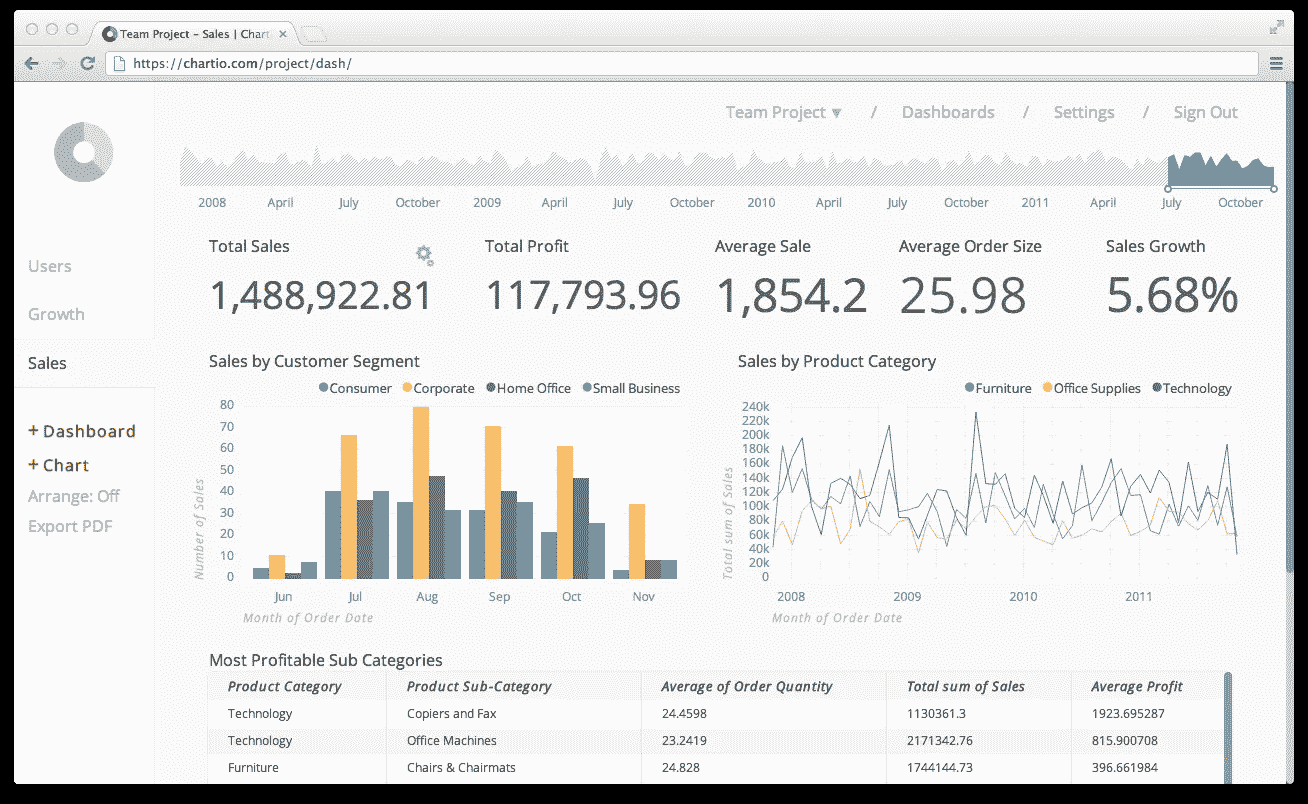 Team Project – Sales | Chart
https://chartio.com/project/dash/
Team Project ▼ / Dashboards / Settings / Sign Out
2008 April July October 2009 April July October 2010 April July October 2011 April July October
Users
Growth
Sales
+ Dashboard
+ Chart
Arrange: Off
Export PDF
Total Sales Total Profit Average Sale Average Order Size Sales Growth
1,488,922.81 117,793.96 1,854.2 25.98 5.68%
Sales by Customer Segment
Consumer Corporate Home Office Small Business
80
70
60
50
40
30
20
10
0
Number of Sales
Jun Jul Aug Sep Oct Nov
Month of Order Date
Sales by Product Category
Furniture Office Supplies Technology
240k
220k
200k
180k
160k
140k
120k
100k
80k
60k
40k
20k
0
Total sum of Sales
2008 2009 2010 2011
Month of Order Date
Most Profitable Sub Categories
Product Category Product Sub-Category Average of Order Quantity Total sum of Sales Average Profit
Technology Copiers and Fax 24.4598 1130361.3 1923.695287
Technology Office Machines 23.2419 2171342.76 815.900708
Furniture Chairs & Chairmats 24.828 1744144.73 396.661984